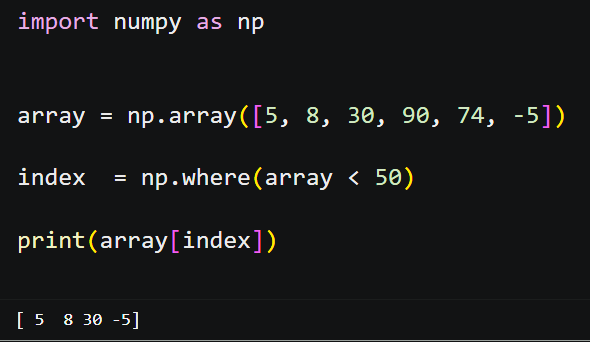 import numpy as np
array = np.array([5, 8, 30, 90, 74, -5])
index  = np.where(array < 50)
print(array[index])
[ 5  8 30 -5]